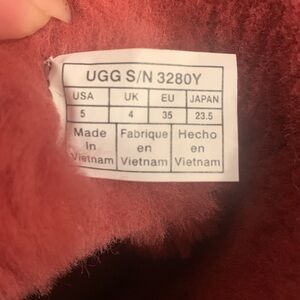 UGG S/N 3280Y
USA UK EU JAPAN
5 4 35 23.5
Made Fabrique Hecho
In en en
Vietnam Vietnam Vietnam